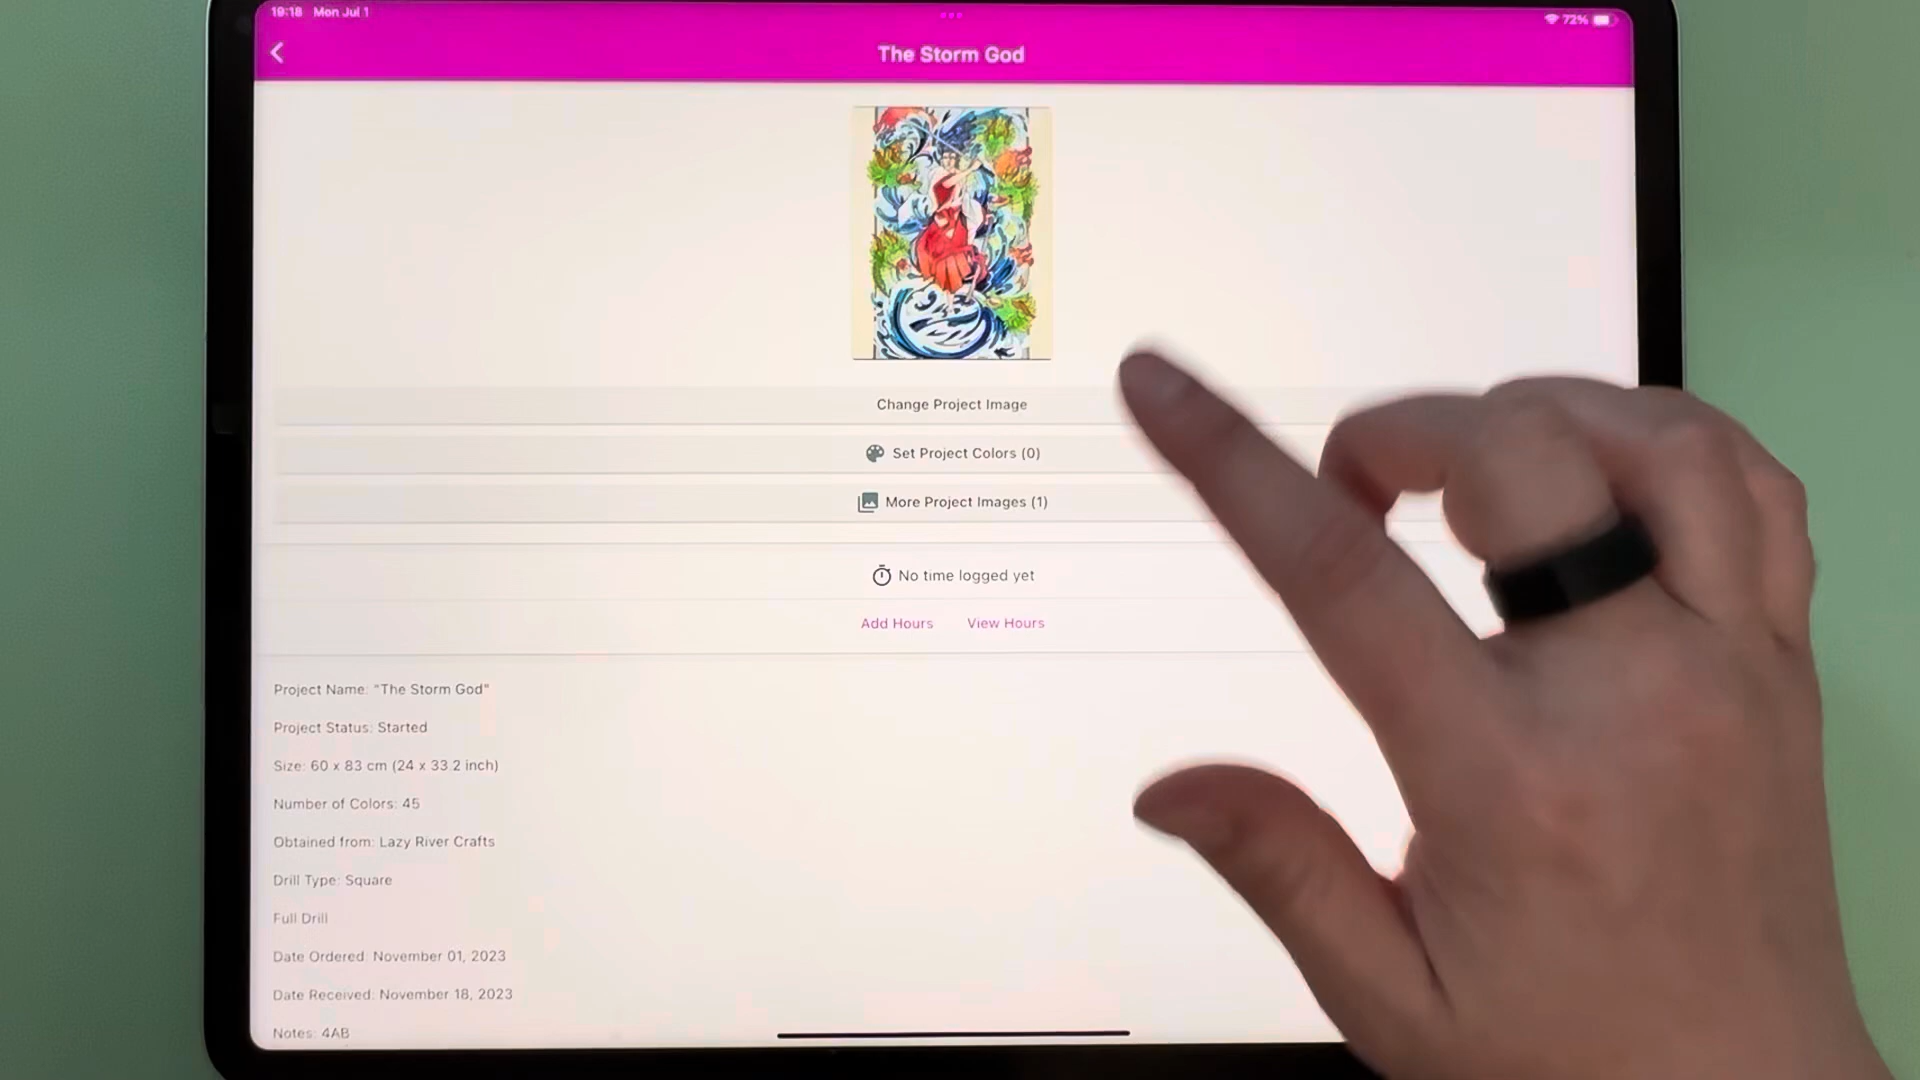 19:18 Mon Jul 1
72%
The Storm God
Change Project Image
Set Project Colors (0)
More Project Images (1)
No time logged yet
Add Hours View Hours
Project Name: "The Storm God"
Project Status: Started
Size: 60 x 83 cm (24 x 33.2 inch)
Number of Colors: 45
Obtained from: Lazy River Crafts
Drill Type: Square
Full Drill
Date Ordered: November 01, 2023
Date Received: November 18, 2023
Notes: 4AB